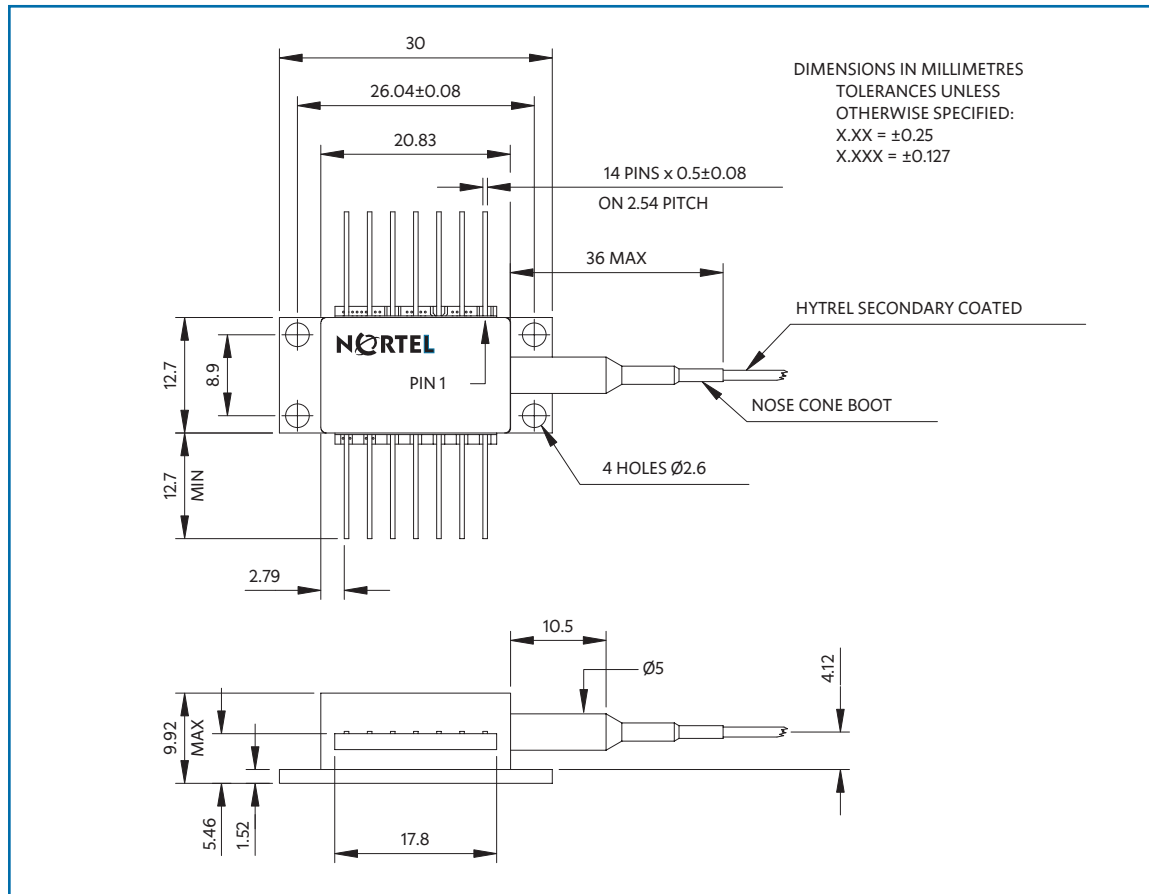 30
DIMENSIONS IN MILLIMETRES
TOLERANCES UNLESS
OTHERWISE SPECIFIED:
X.XX = ±0.25
X.XXX = ±0.127
26.04±0.08
20.83
14 PINS x 0.5±0.08
ON 2.54 PITCH
36 MAX
HYTREL SECONDARY COATED
NORTEL
PIN 1
12.7
8.9
NOSE CONE BOOT
4 HOLES Ø2.6
12.7
MIN
2.79
10.5
Ø5
4.12
9.92
MAX
5.46
1.52
17.8